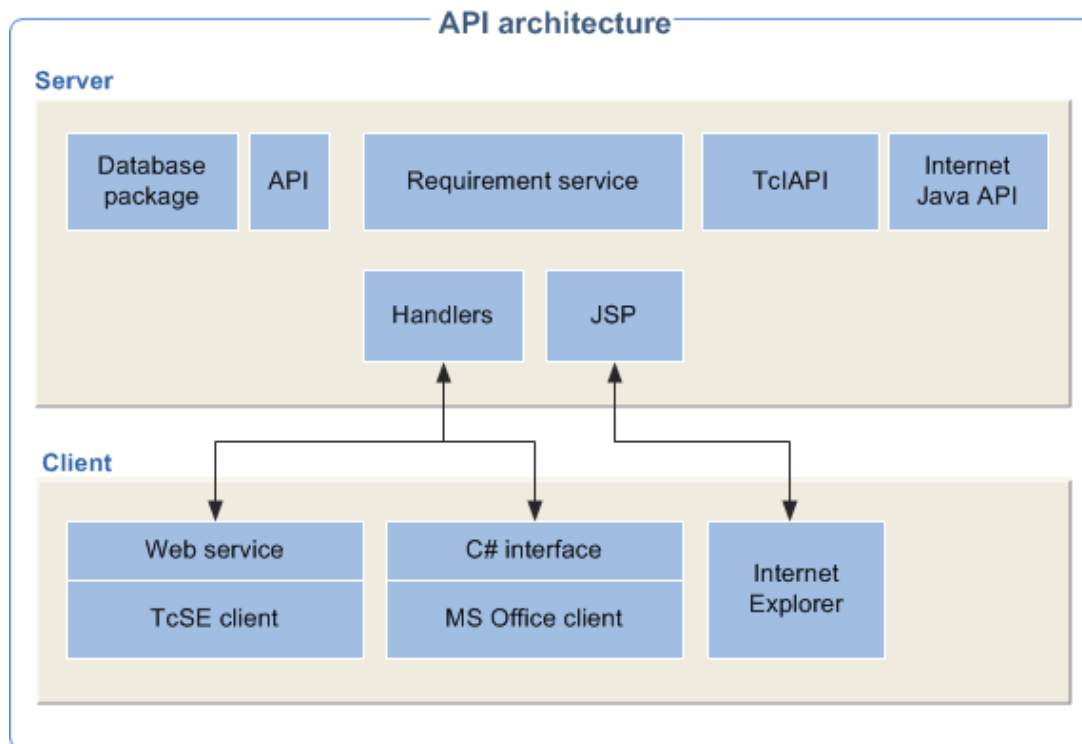 API architecture
Server
Database
package
API
Requirement service
TclAPI
Internet
Java API
Handlers
JSP
Client
Web service
C# interface
Internet
Explorer
TcSE client
MS Office client